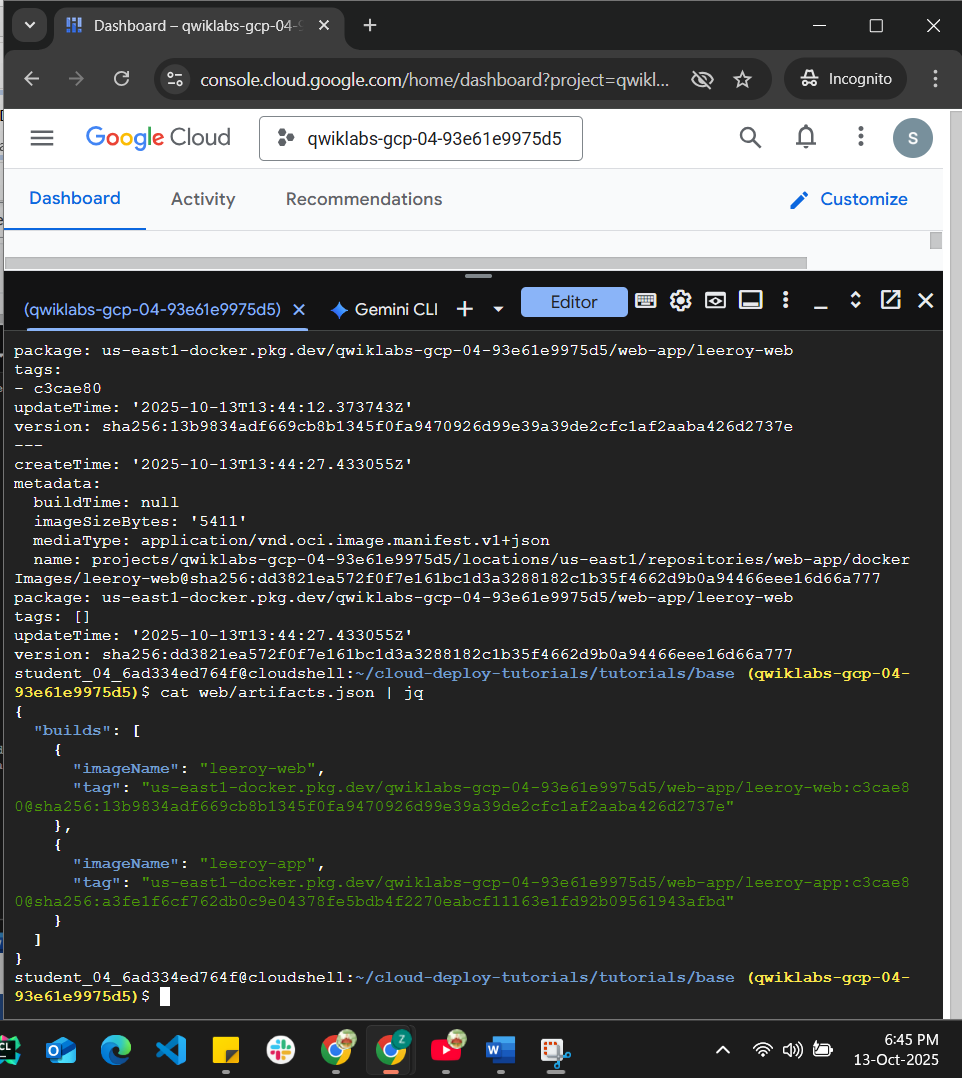 Dashboard – qwiklabs-gcp-04-9
console.cloud.google.com/home/dashboard?project=qwikl...
Incognito
Google Cloud
qwiklabs-gcp-04-93e61e9975d5
S
Dashboard
Activity
Recommendations
Customize
(qwiklabs-gcp-04-93e61e9975d5)
Gemini CLI
Editor
package: us-east1-docker.pkg.dev/qwiklabs-gcp-04-93e61e9975d5/web-app/leeroy-web
tags:
- c3cae80
updateTime: '2025-10-13T13:44:12.373743Z'
version: sha256:13b9834adf669cb8b1345f0fa9470926d99e39a39de2cfc1af2aaba426d2737e
---
createTime: '2025-10-13T13:44:27.433055Z'
metadata:
  buildTime: null
  imageSizeBytes: '5411'
  mediaType: application/vnd.oci.image.manifest.v1+json
  name: projects/qwiklabs-gcp-04-93e61e9975d5/locations/us-east1/repositories/web-app/docker
Images/leeroy-web@sha256:dd3821ea572f0f7e161bc1d3a3288182c1b35f4662d9b0a94466eee16d66a777
package: us-east1-docker.pkg.dev/qwiklabs-gcp-04-93e61e9975d5/web-app/leeroy-web
tags: []
updateTime: '2025-10-13T13:44:27.433055Z'
version: sha256:dd3821ea572f0f7e161bc1d3a3288182c1b35f4662d9b0a94466eee16d66a777
student_04_6ad334ed764f@cloudshell:~/cloud-deploy-tutorials/tutorials/base (qwiklabs-gcp-04-
93e61e9975d5)$ cat web/artifacts.json | jq
{
  "builds": [
    {
      "imageName": "leeroy-web",
      "tag": "us-east1-docker.pkg.dev/qwiklabs-gcp-04-93e61e9975d5/web-app/leeroy-web:c3cae8
0@sha256:13b9834adf669cb8b1345f0fa9470926d99e39a39de2cfc1af2aaba426d2737e"
    },
    {
      "imageName": "leeroy-app",
      "tag": "us-east1-docker.pkg.dev/qwiklabs-gcp-04-93e61e9975d5/web-app/leeroy-app:c3cae8
0@sha256:a3fe1f6cf762db0c9e04378fe5bdb4f2270eabcf11163e1fd92b09561943afbd"
    }
  ]
}
student_04_6ad334ed764f@cloudshell:~/cloud-deploy-tutorials/tutorials/base (qwiklabs-gcp-04-
93e61e9975d5)$
6:45 PM
13-Oct-2025